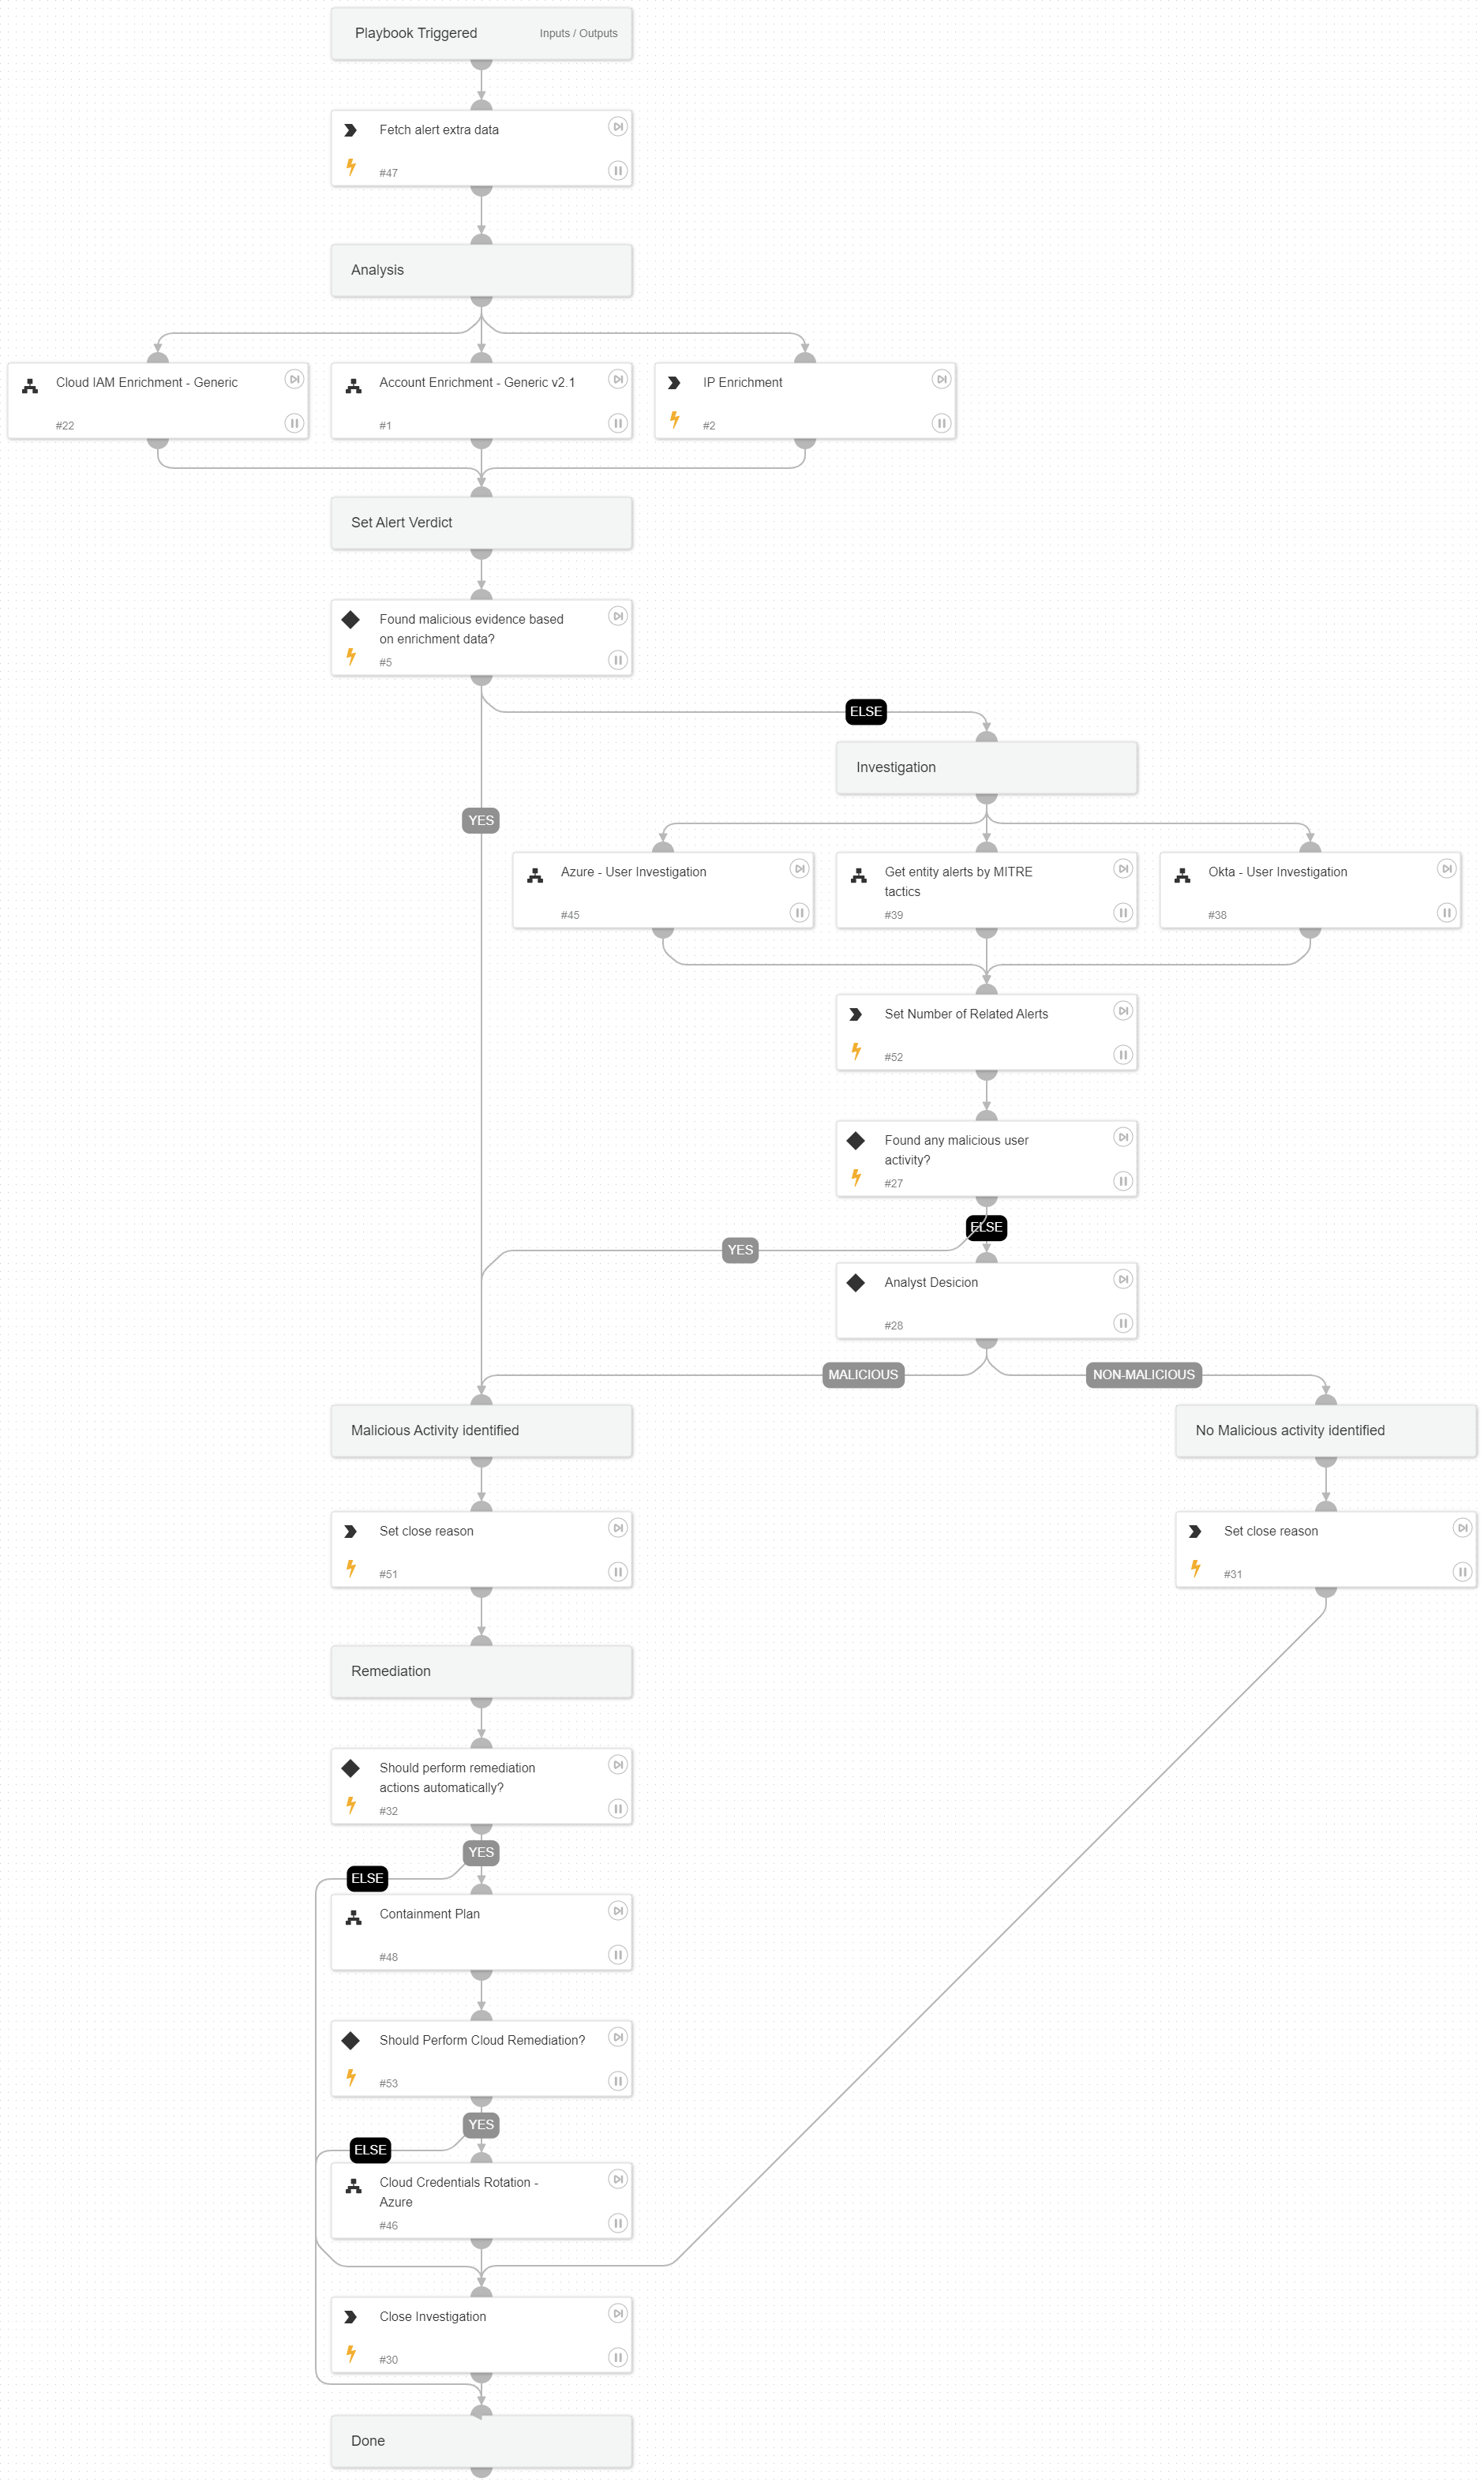 Playbook Triggered
Inputs / Outputs
Fetch alert extra data
#47
Analysis
Cloud IAM Enrichment - Generic
#22
Account Enrichment - Generic v2.1
#1
IP Enrichment
#2
Set Alert Verdict
Found malicious evidence based
on enrichment data?
#5
ELSE
Investigation
YES
Azure - User Investigation
#45
Get entity alerts by MITRE
tactics
#39
Okta - User Investigation
#38
Set Number of Related Alerts
#52
Found any malicious user
activity?
#27
ELSE
YES
Analyst Desicion
#28
MALICIOUS
NON-MALICIOUS
Malicious Activity identified
No Malicious activity identified
Set close reason
#51
Set close reason
#31
Remediation
Should perform remediation
actions automatically?
#32
YES
ELSE
Containment Plan
#48
Should Perform Cloud Remediation?
#53
YES
ELSE
Cloud Credentials Rotation -
Azure
#46
Close Investigation
#30
Done